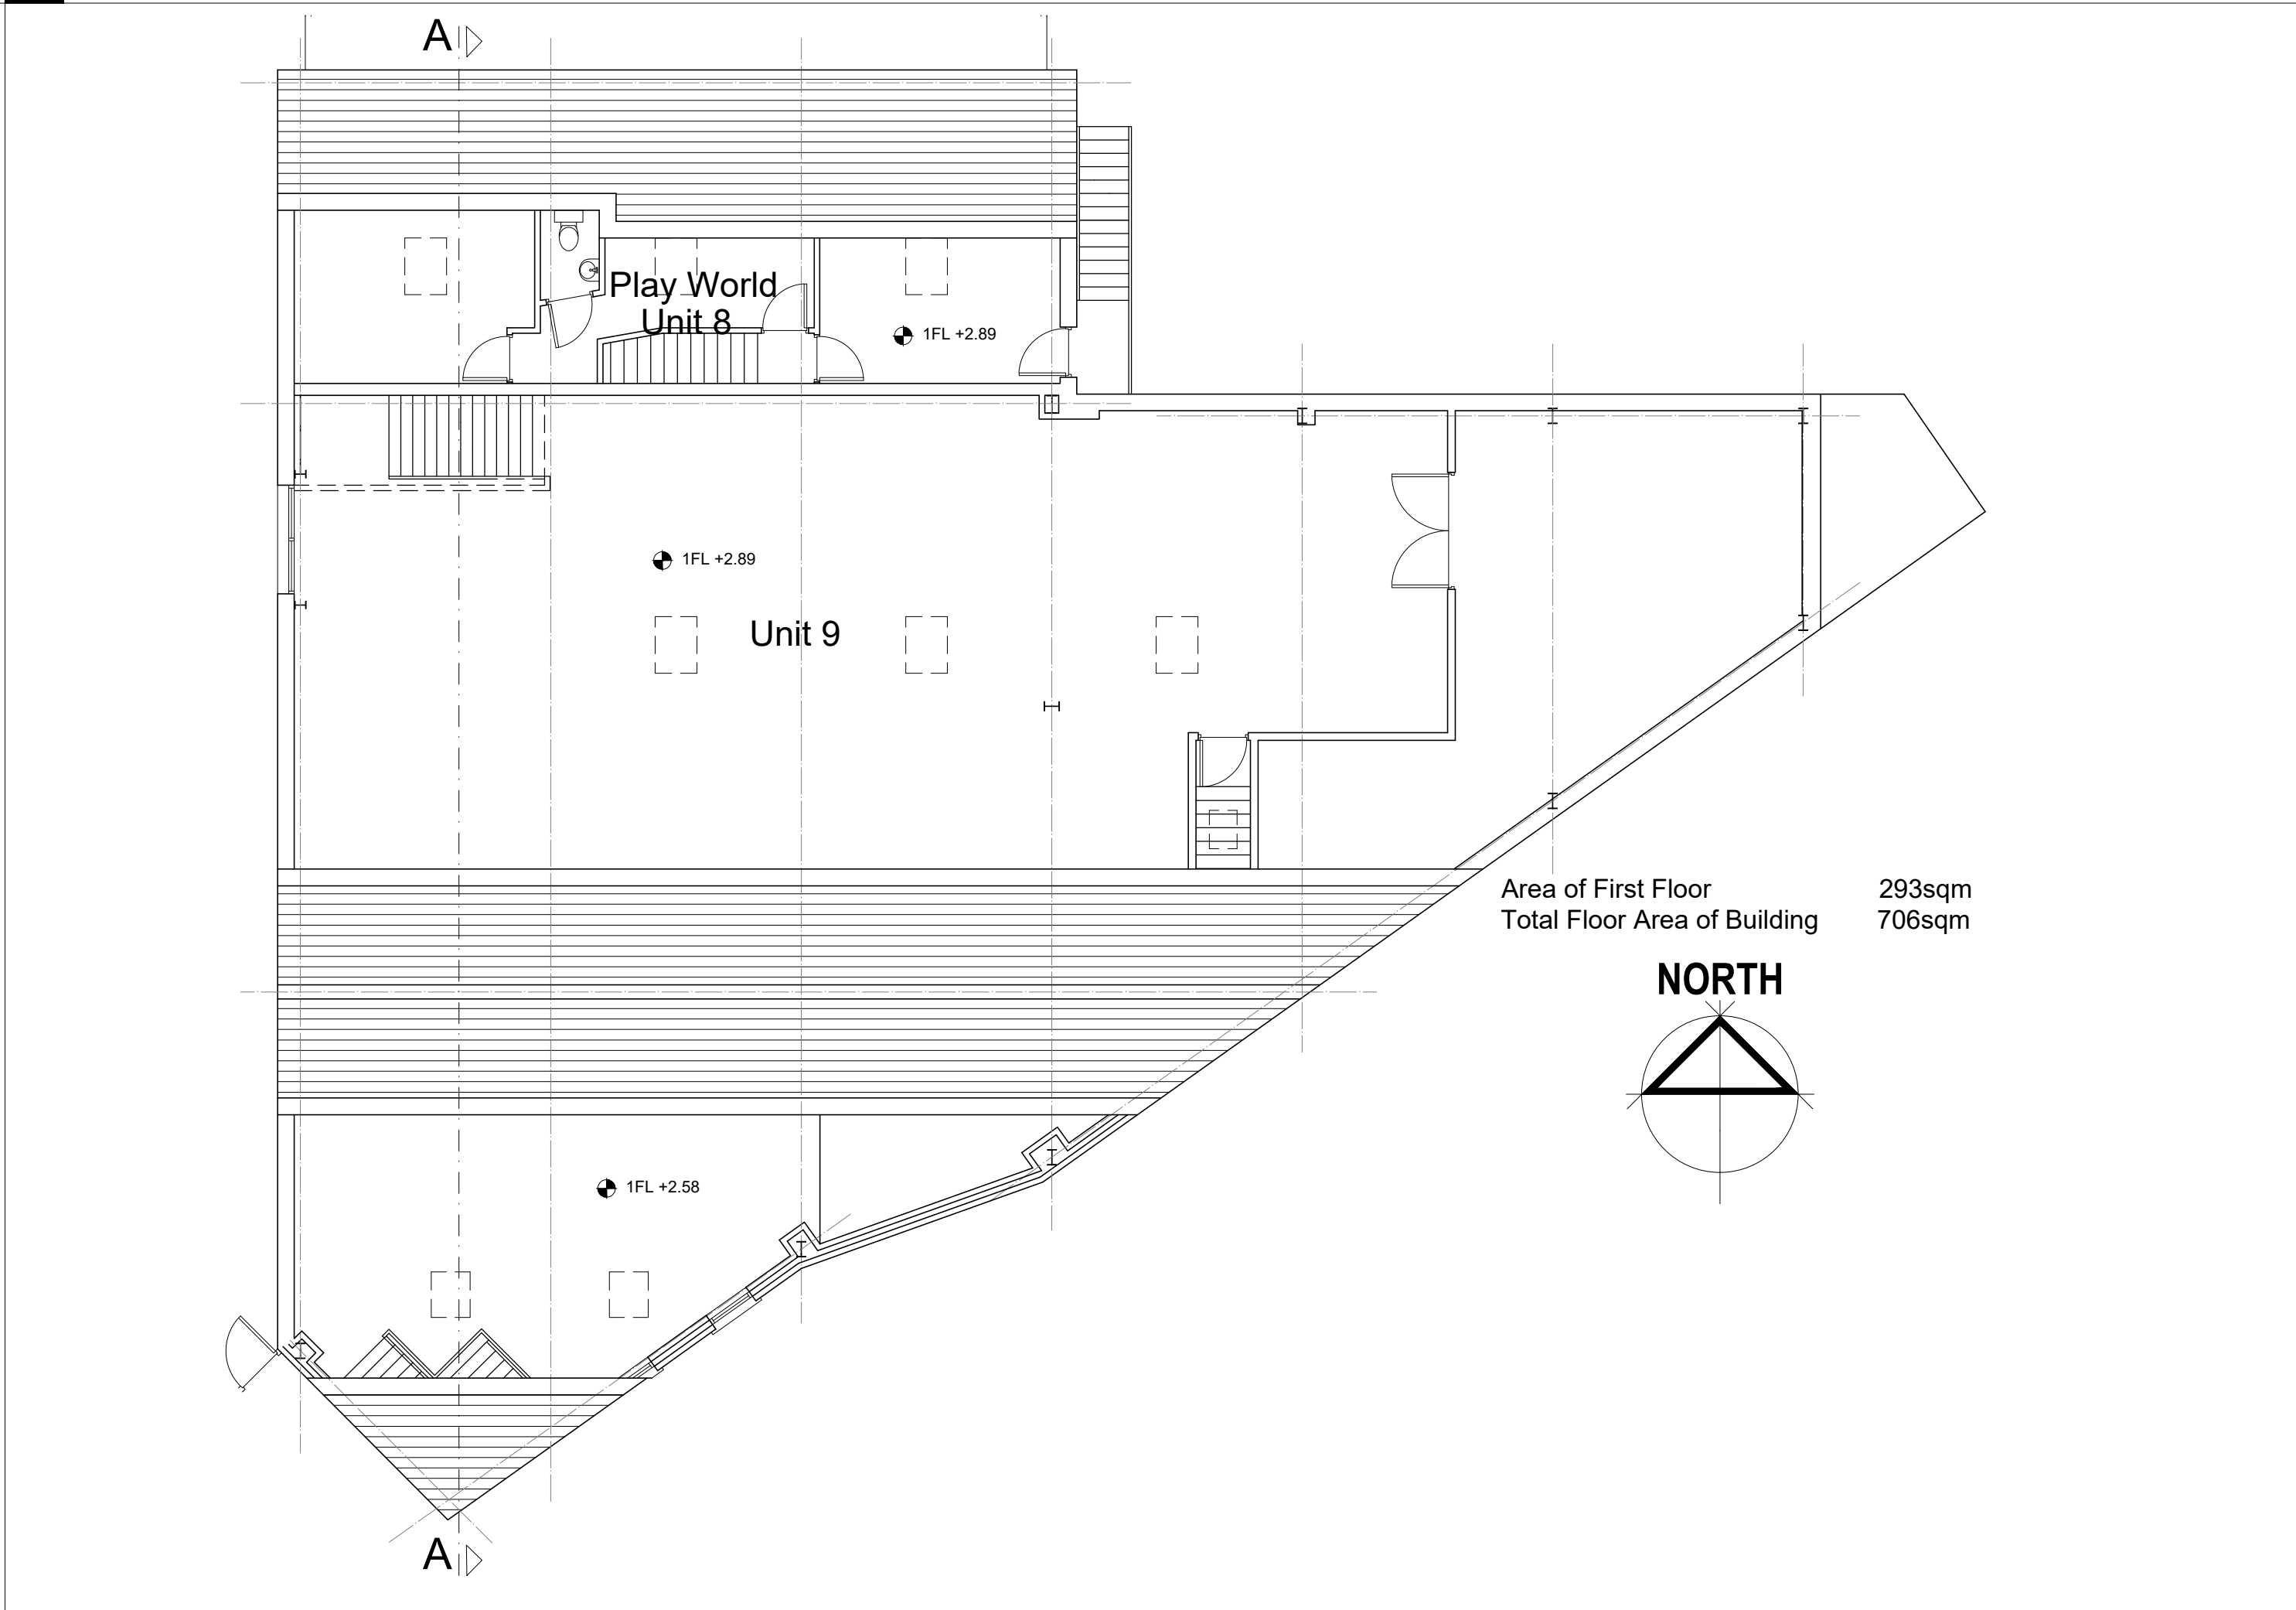 A
Play World
Unit 8
1FL +2.89
1FL +2.89
Unit 9
Area of First Floor 293sqm
Total Floor Area of Building 706sqm
NORTH
1FL +2.58
A